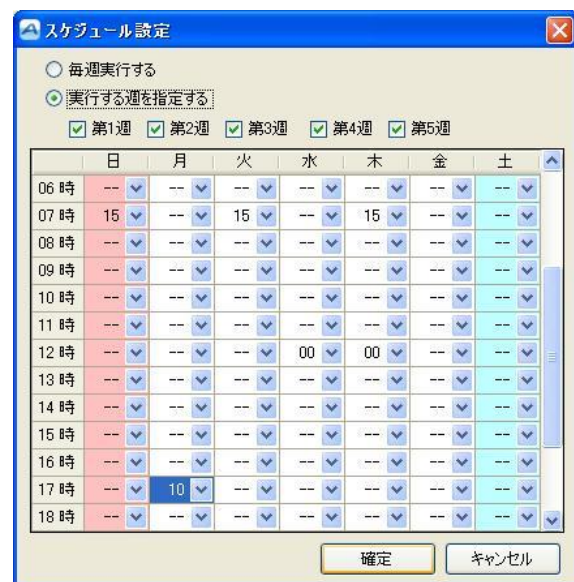 スケジュール設定
毎週実行する
実行する週を指定する
第1週 第2週 第3週 第4週 第5週
日 月 火 水 木 金 土
06 時 -- -- -- -- -- -- --
07 時 15 -- 15 -- 15 -- --
08 時 -- -- -- -- -- -- --
09 時 -- -- -- -- -- -- --
10 時 -- -- -- -- -- -- --
11 時 -- -- -- -- -- -- --
12 時 -- -- -- 00 00 -- --
13 時 -- -- -- -- -- -- --
14 時 -- -- -- -- -- -- --
15 時 -- -- -- -- -- -- --
16 時 -- -- -- -- -- -- --
17 時 -- 10 -- -- -- -- --
18 時 -- -- -- -- -- -- --
確定 キャンセル